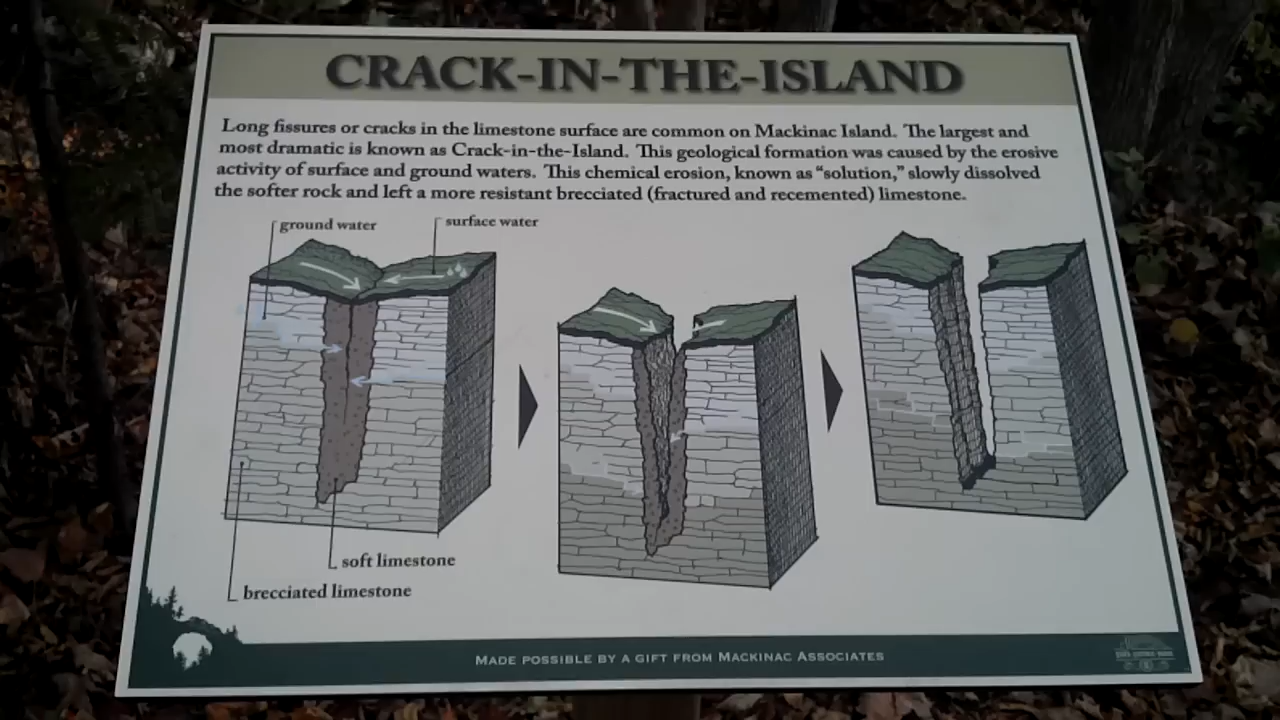 CRACK-IN-THE-ISLAND
Long fissures or cracks in the limestone surface are common on Mackinac Island. The largest and
most dramatic is known as Crack-in-the-Island. This geological formation was caused by the erosive
activity of surface and ground waters. This chemical erosion, known as “solution,” slowly dissolved
the softer rock and left a more resistant brecciated (fractured and recemented) limestone.
ground water
surface water
soft limestone
brecciated limestone
MADE POSSIBLE BY A GIFT FROM MACKINAC ASSOCIATES